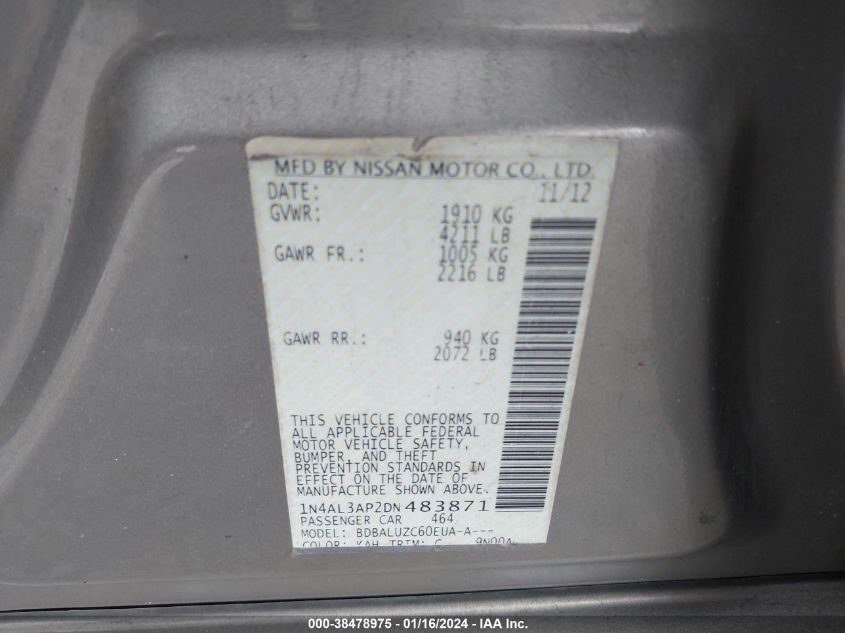 MFD BY NISSAN MOTOR CO., LTD.
DATE: 11/12
GVWR: 1910 KG
4211 LB
GAWR FR.: 1005 KG
2216 LB
GAWR RR.: 940 KG
2072 LB
THIS VEHICLE CONFORMS TO
ALL APPLICABLE FEDERAL
MOTOR VEHICLE SAFETY,
BUMPER, AND THEFT
PREVENTION STANDARDS IN
EFFECT ON THE DATE OF
MANUFACTURE SHOWN ABOVE.
1N4AL3AP2DN483871
PASSENGER CAR 464
MODEL: BDBALUZC60EUA-A---
COLOR: KAH TRIM: G
000-38478975 - 01/16/2024 - IAA Inc.